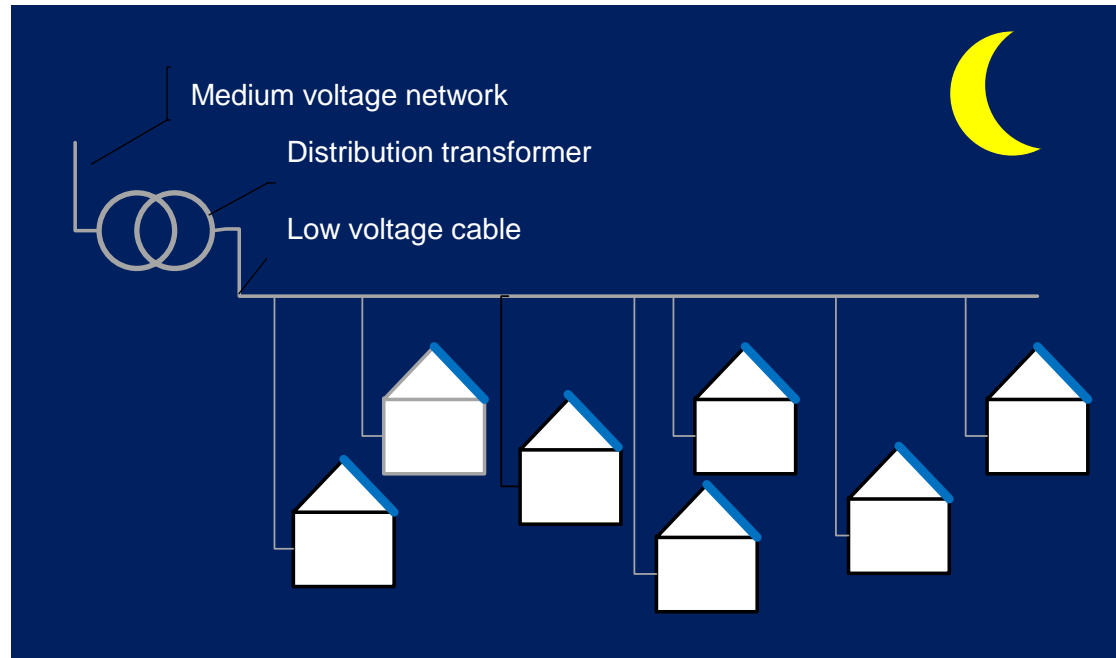 Medium voltage network
Distribution transformer
Low voltage cable